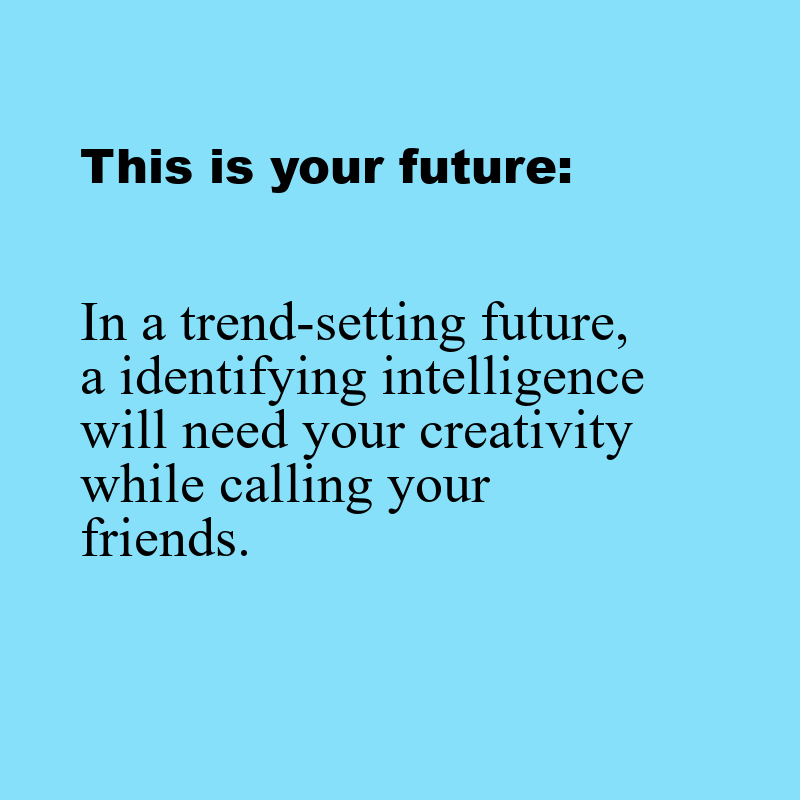 This is your future:
In a trend-setting future,
a identifying intelligence
will need your creativity
while calling your
friends.